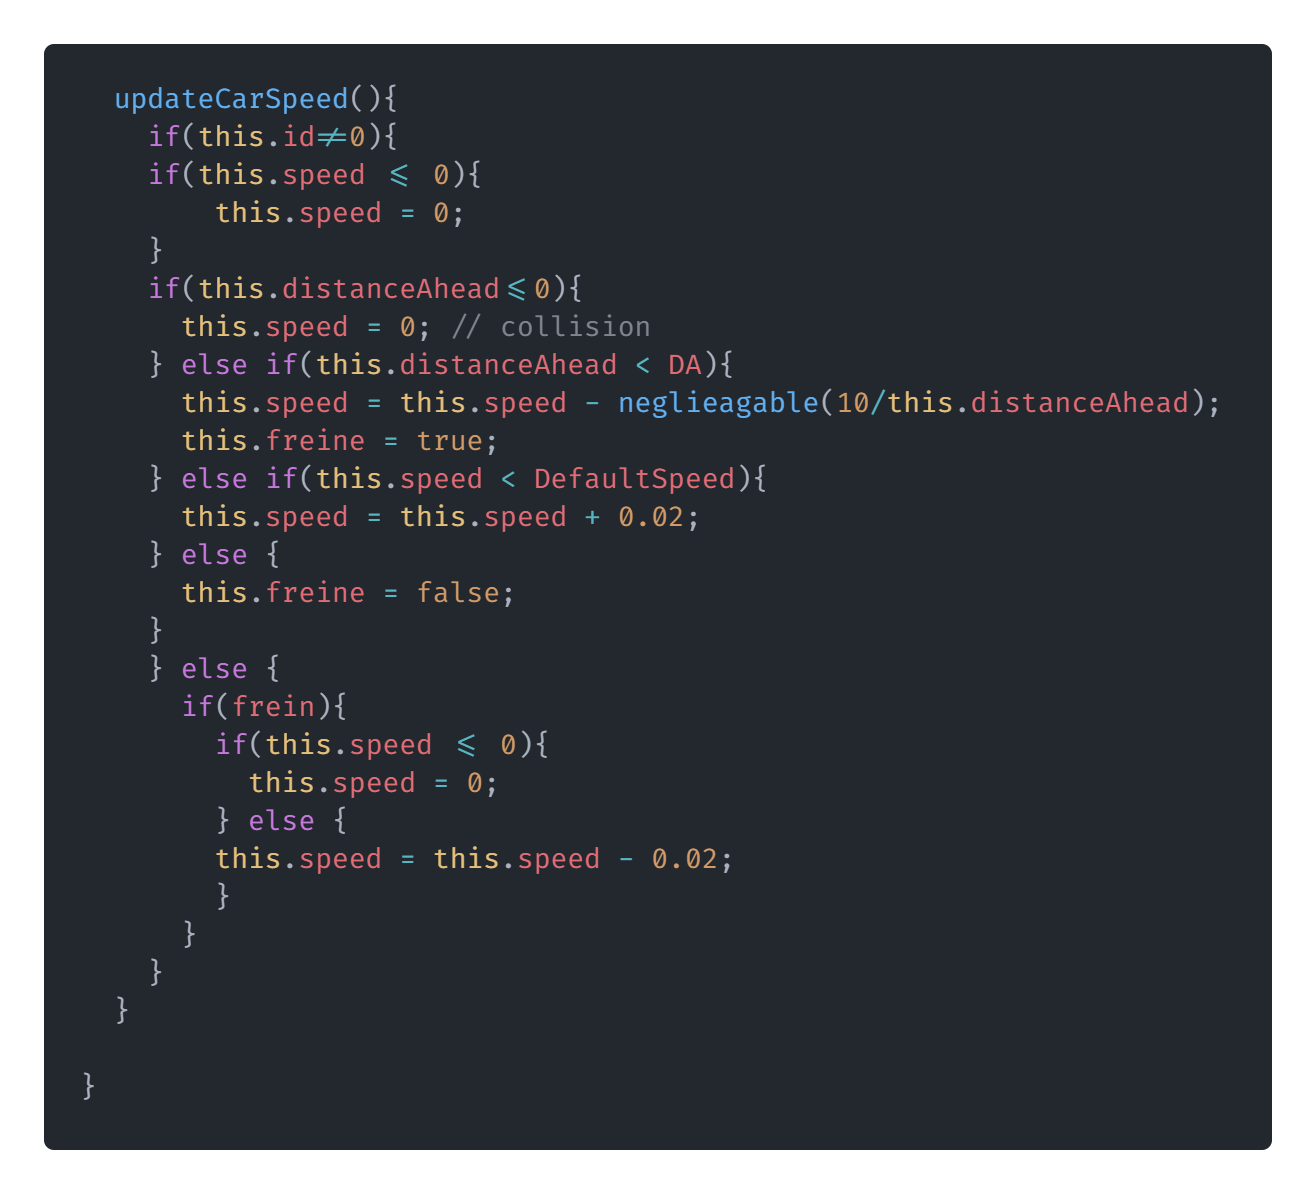 updateCarSpeed(){
if(this.id!=0){
if(this.speed <= 0){
this.speed = 0;
}
if(this.distanceAhead<=0){
this.speed = 0; // collision
} else if(this.distanceAhead < DA){
this.speed = this.speed - neglieagable(10/this.distanceAhead);
this.freine = true;
} else if(this.speed < DefaultSpeed){
this.speed = this.speed + 0.02;
} else {
this.freine = false;
}
} else {
if(frein){
if(this.speed <= 0){
this.speed = 0;
} else {
this.speed = this.speed - 0.02;
}
}
}
}
}